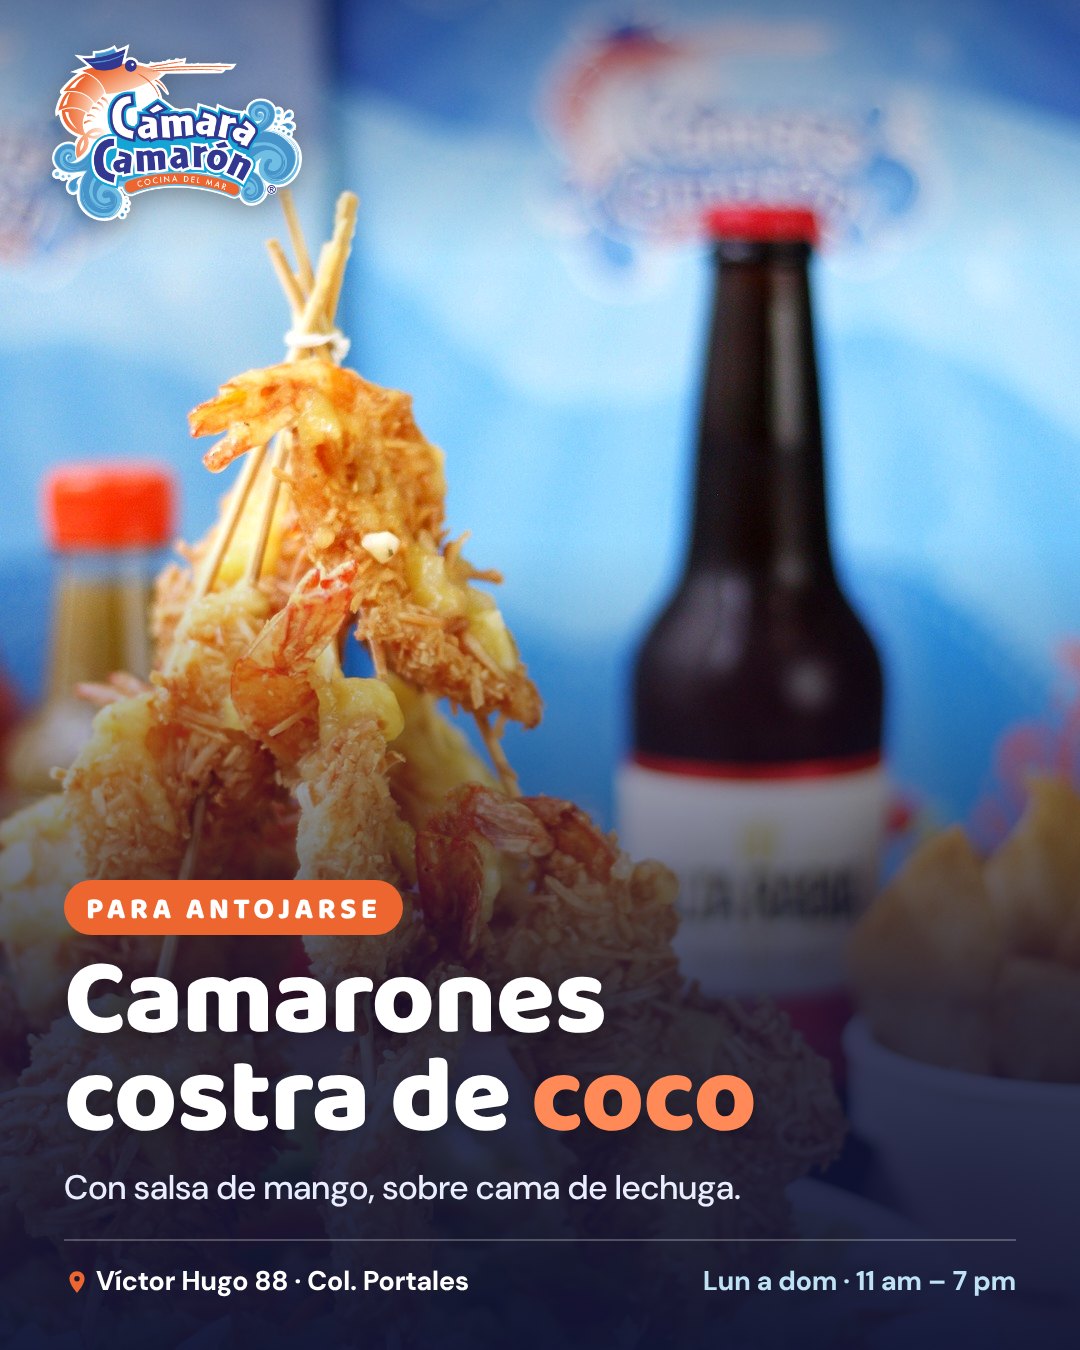 Cámara
Camarón
COCINA DEL MAR
®
PARA ANTOJARSE
Camarones
costra de coco
Con salsa de mango, sobre cama de lechuga.
Víctor Hugo 88 · Col. Portales
Lun a dom · 11 am – 7 pm